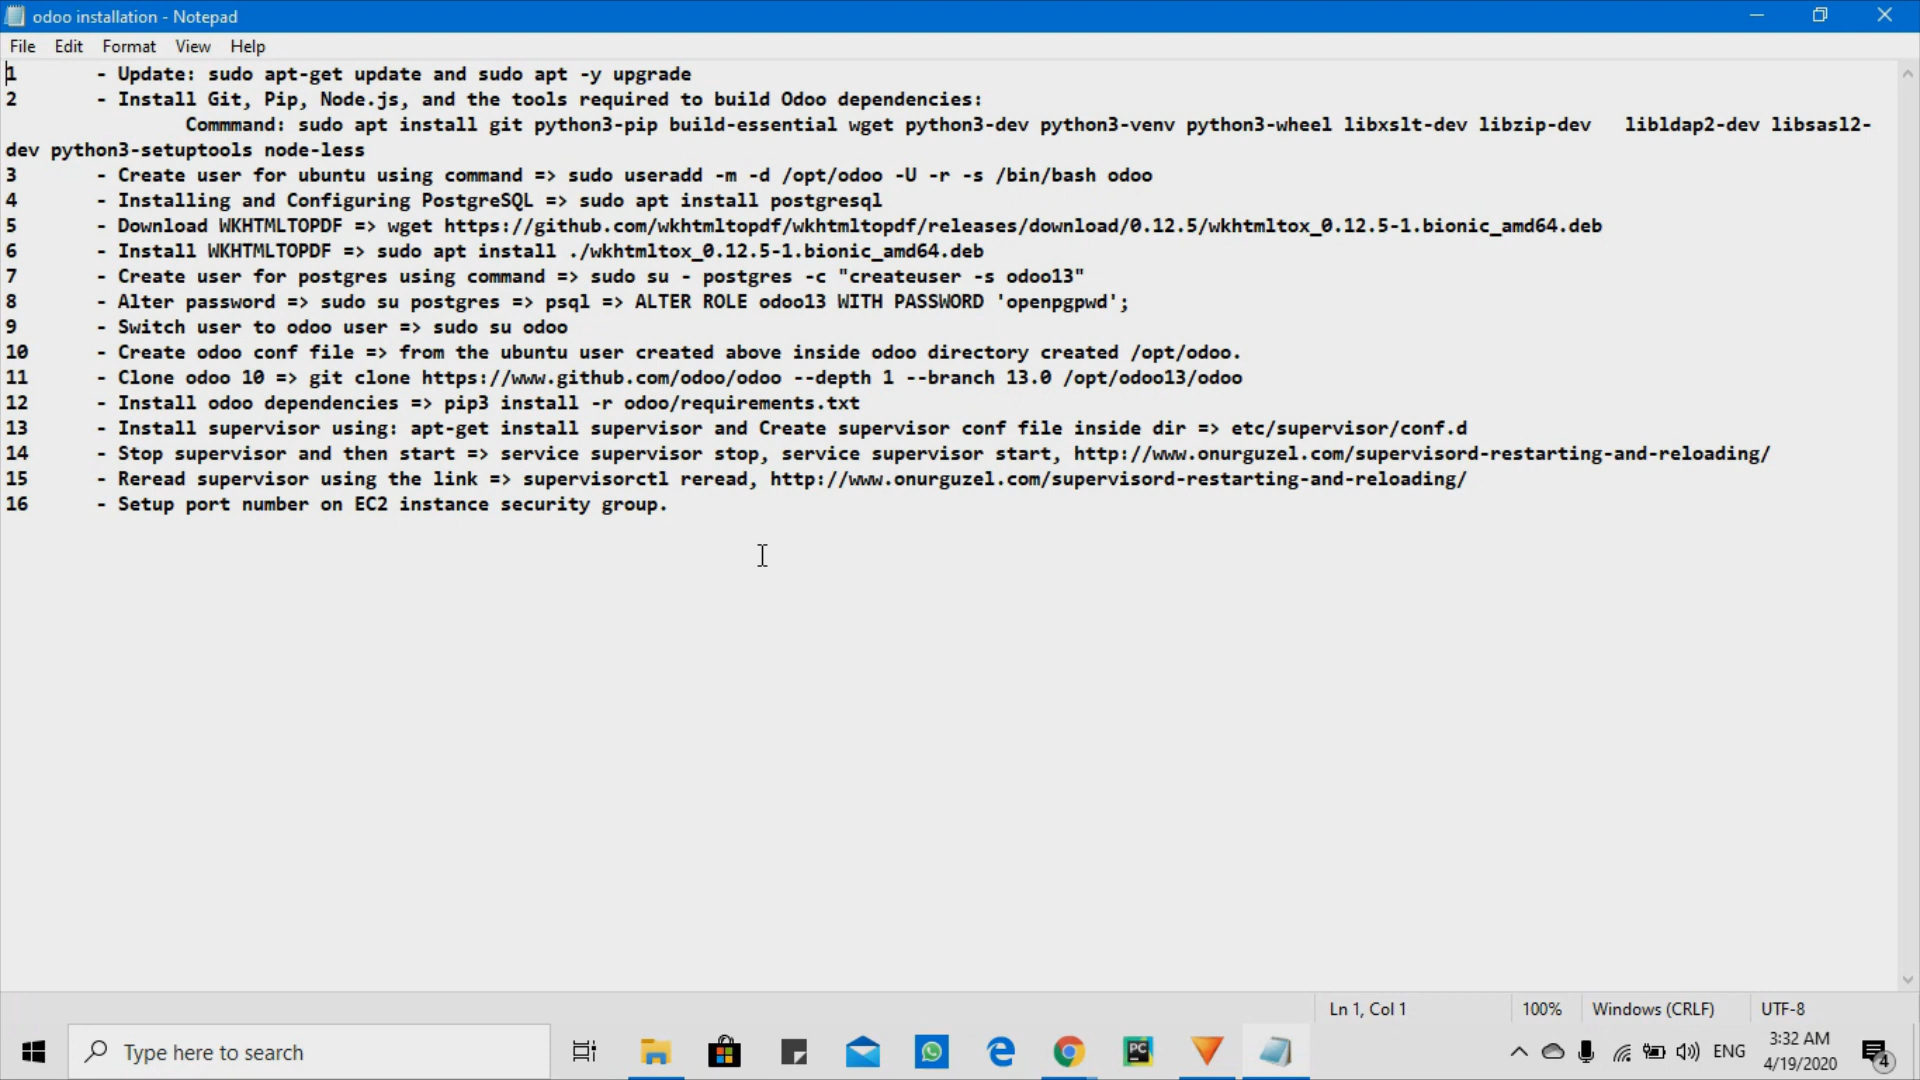 odoo installation - Notepad
File Edit Format View Help
1 - Update: sudo apt-get update and sudo apt -y upgrade
2 - Install Git, Pip, Node.js, and the tools required to build Odoo dependencies:
Commmand: sudo apt install git python3-pip build-essential wget python3-dev python3-venv python3-wheel libxslt-dev libzip-dev libldap2-dev libsasl2-
dev python3-setuptools node-less
3 - Create user for ubuntu using command => sudo useradd -m -d /opt/odoo -U -r -s /bin/bash odoo
4 - Installing and Configuring PostgreSQL => sudo apt install postgresql
5 - Download WKHTMLTOPDF => wget https://github.com/wkhtmltopdf/wkhtmltopdf/releases/download/0.12.5/wkhtmltox_0.12.5-1.bionic_amd64.deb
6 - Install WKHTMLTOPDF => sudo apt install ./wkhtmltox_0.12.5-1.bionic_amd64.deb
7 - Create user for postgres using command => sudo su - postgres -c "createuser -s odoo13"
8 - Alter password => sudo su postgres => psql => ALTER ROLE odoo13 WITH PASSWORD 'openpgpwd';
9 - Switch user to odoo user => sudo su odoo
10 - Create odoo conf file => from the ubuntu user created above inside odoo directory created /opt/odoo.
11 - Clone odoo 10 => git clone https://www.github.com/odoo/odoo --depth 1 --branch 13.0 /opt/odoo13/odoo
12 - Install odoo dependencies => pip3 install -r odoo/requirements.txt
13 - Install supervisor using: apt-get install supervisor and Create supervisor conf file inside dir => etc/supervisor/conf.d
14 - Stop supervisor and then start => service supervisor stop, service supervisor start, http://www.onurguzel.com/supervisord-restarting-and-reloading/
15 - Reread supervisor using the link => supervisorctl reread, http://www.onurguzel.com/supervisord-restarting-and-reloading/
16 - Setup port number on EC2 instance security group.
Ln 1, Col 1 100% Windows (CRLF) UTF-8
Type here to search
PC
ENG
3:32 AM
4/19/2020
4